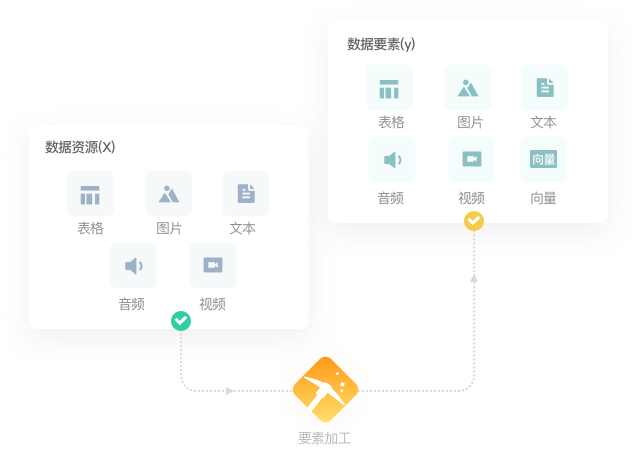 数据要素(y)
表格 图片 文本
向量
音频 视频 向量
数据资源(X)
表格 图片 文本
音频 视频
要素加工